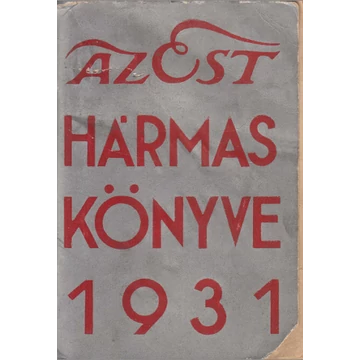 AZ EST
HÁRMAS
KÖNYVE
1931